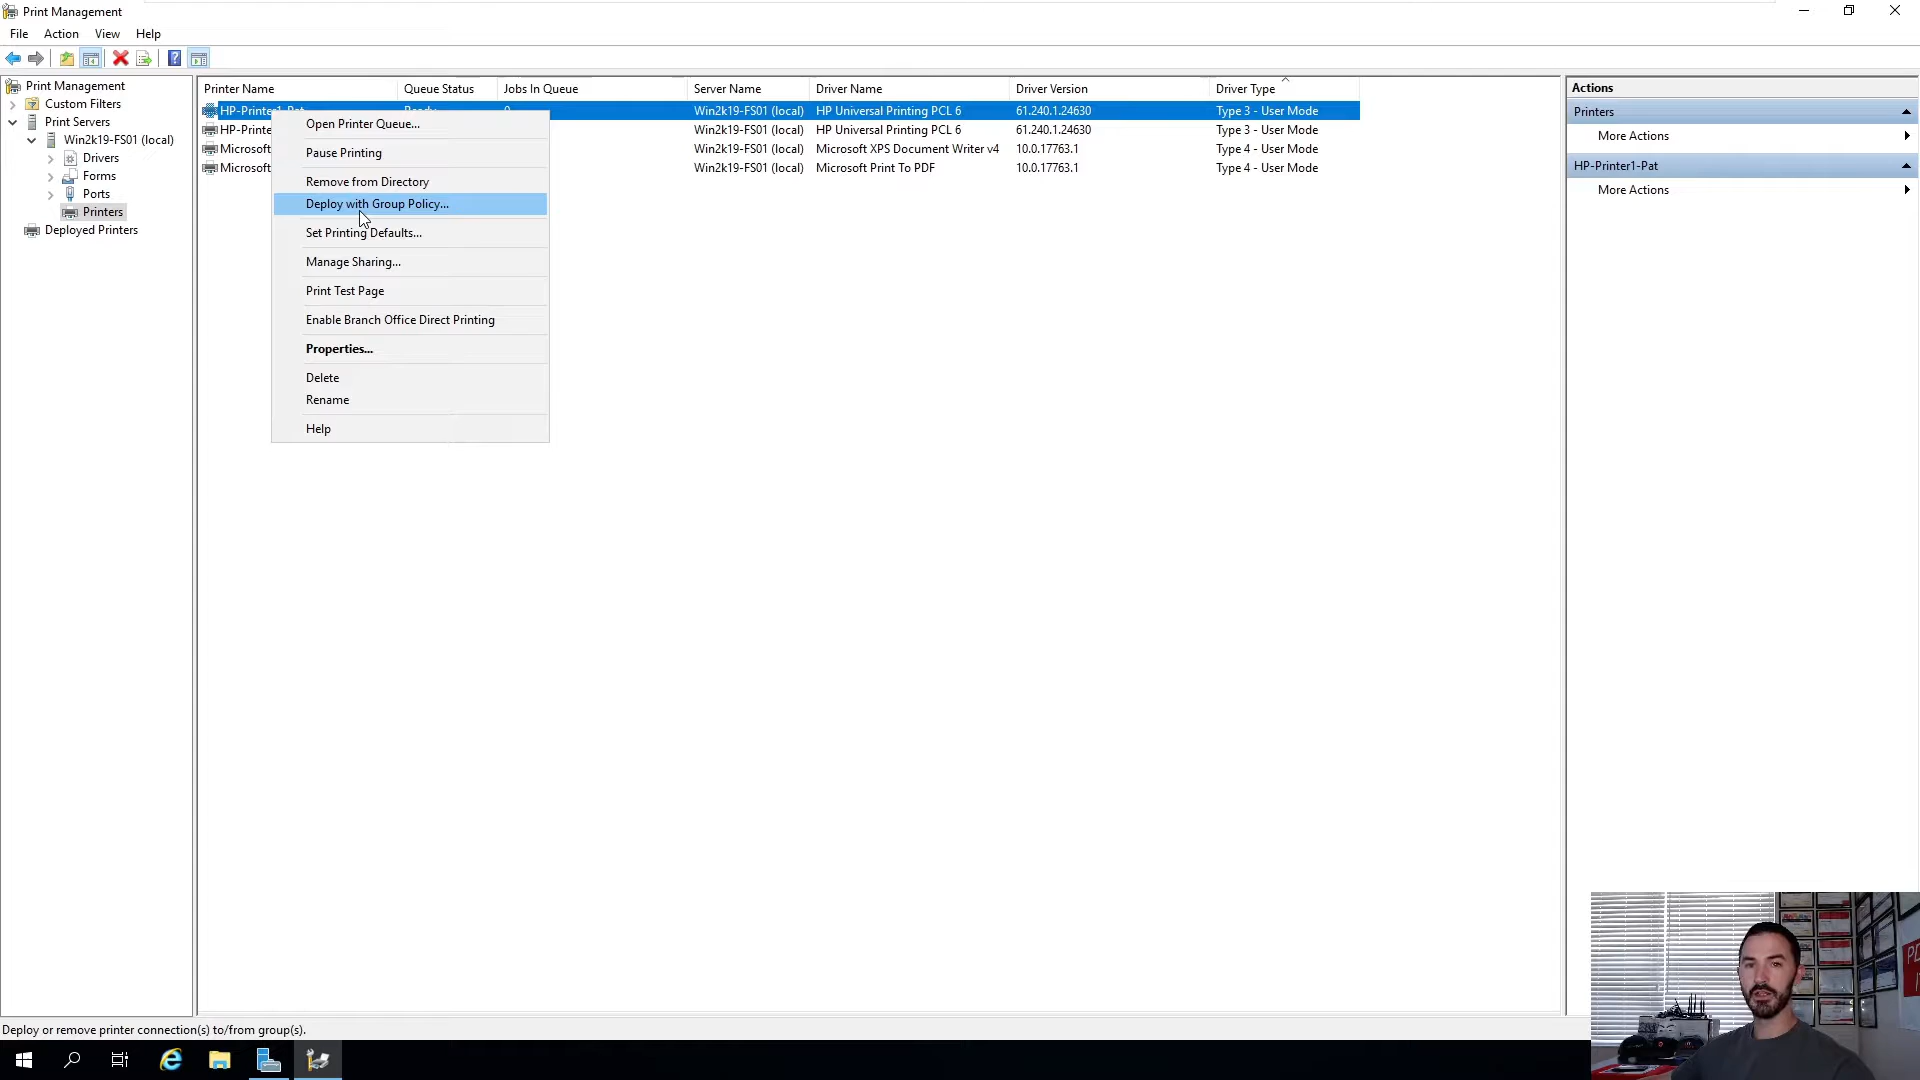 Print Management
File Action View Help
Print Management
Custom Filters
Print Servers
Win2k19-FS01 (local)
Drivers
Forms
Ports
Printers
Deployed Printers
Printer Name Queue Status Jobs In Queue Server Name Driver Name Driver Version Driver Type
HP-Printer1-Pat Ready 0 Win2k19-FS01 (local) HP Universal Printing PCL 6 61.240.1.24630 Type 3 - User Mode
HP-Printe Win2k19-FS01 (local) HP Universal Printing PCL 6 61.240.1.24630 Type 3 - User Mode
Microsoft Win2k19-FS01 (local) Microsoft XPS Document Writer v4 10.0.17763.1 Type 4 - User Mode
Microsoft Win2k19-FS01 (local) Microsoft Print To PDF 10.0.17763.1 Type 4 - User Mode
Open Printer Queue...
Pause Printing
Remove from Directory
Deploy with Group Policy...
Set Printing Defaults...
Manage Sharing...
Print Test Page
Enable Branch Office Direct Printing
Properties...
Delete
Rename
Help
Actions
Printers
More Actions
HP-Printer1-Pat
More Actions
Deploy or remove printer connection(s) to/from group(s).